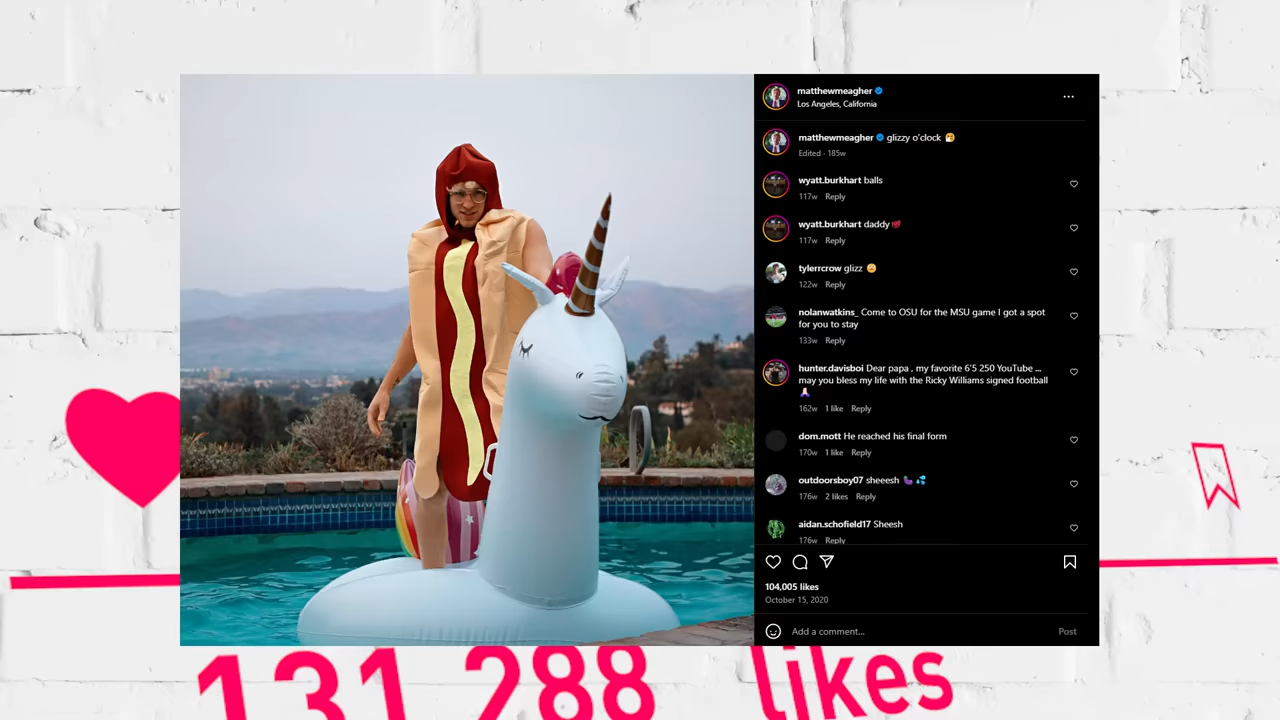 matthewmeagher
Los Angeles, California
matthewmeagher glizzy o'clock 🤭
Edited · 185w
wyatt.burkhart balls
117w Reply
wyatt.burkhart daddy
117w Reply
tylerrcrow glizz
122w Reply
nolanwatkins_ Come to OSU for the MSU game I got a spot
for you to stay
133w Reply
hunter.davisboi Dear papa , my favorite 6'5 250 YouTube ...
may you bless my life with the Ricky Williams signed football
162w 1 like Reply
dom.mott He reached his final form
170w 1 like Reply
outdoorsboy07 sheeesh 🍆💦
176w 2 likes Reply
aidan.schofield17 Sheesh
176w Reply
104,005 likes
October 15, 2020
Add a comment...
Post
131 288 likes